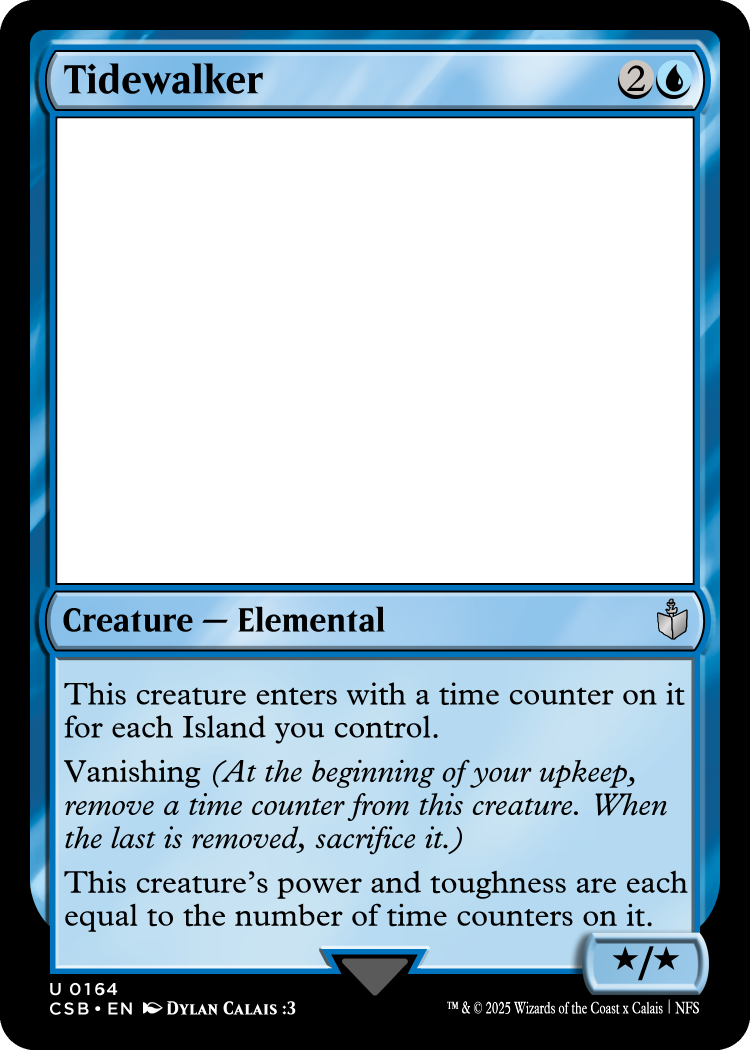 Tidewalker 2
Creature — Elemental
This creature enters with a time counter on it
for each Island you control.
Vanishing (At the beginning of your upkeep,
remove a time counter from this creature. When
the last is removed, sacrifice it.)
This creature’s power and toughness are each
equal to the number of time counters on it.
★/★
U 0164
CSB • EN Dylan Calais :3
™ & © 2025 Wizards of the Coast x Calais | NFS